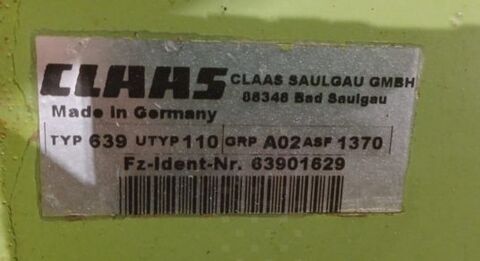 CLAAS CLAAS SAULGAU GMBH
88348 Bad Saulgau
Made in Germany
TYP 639 UTYP 110 GRP A02 ASF 1370
Fz-Ident-Nr. 63901629